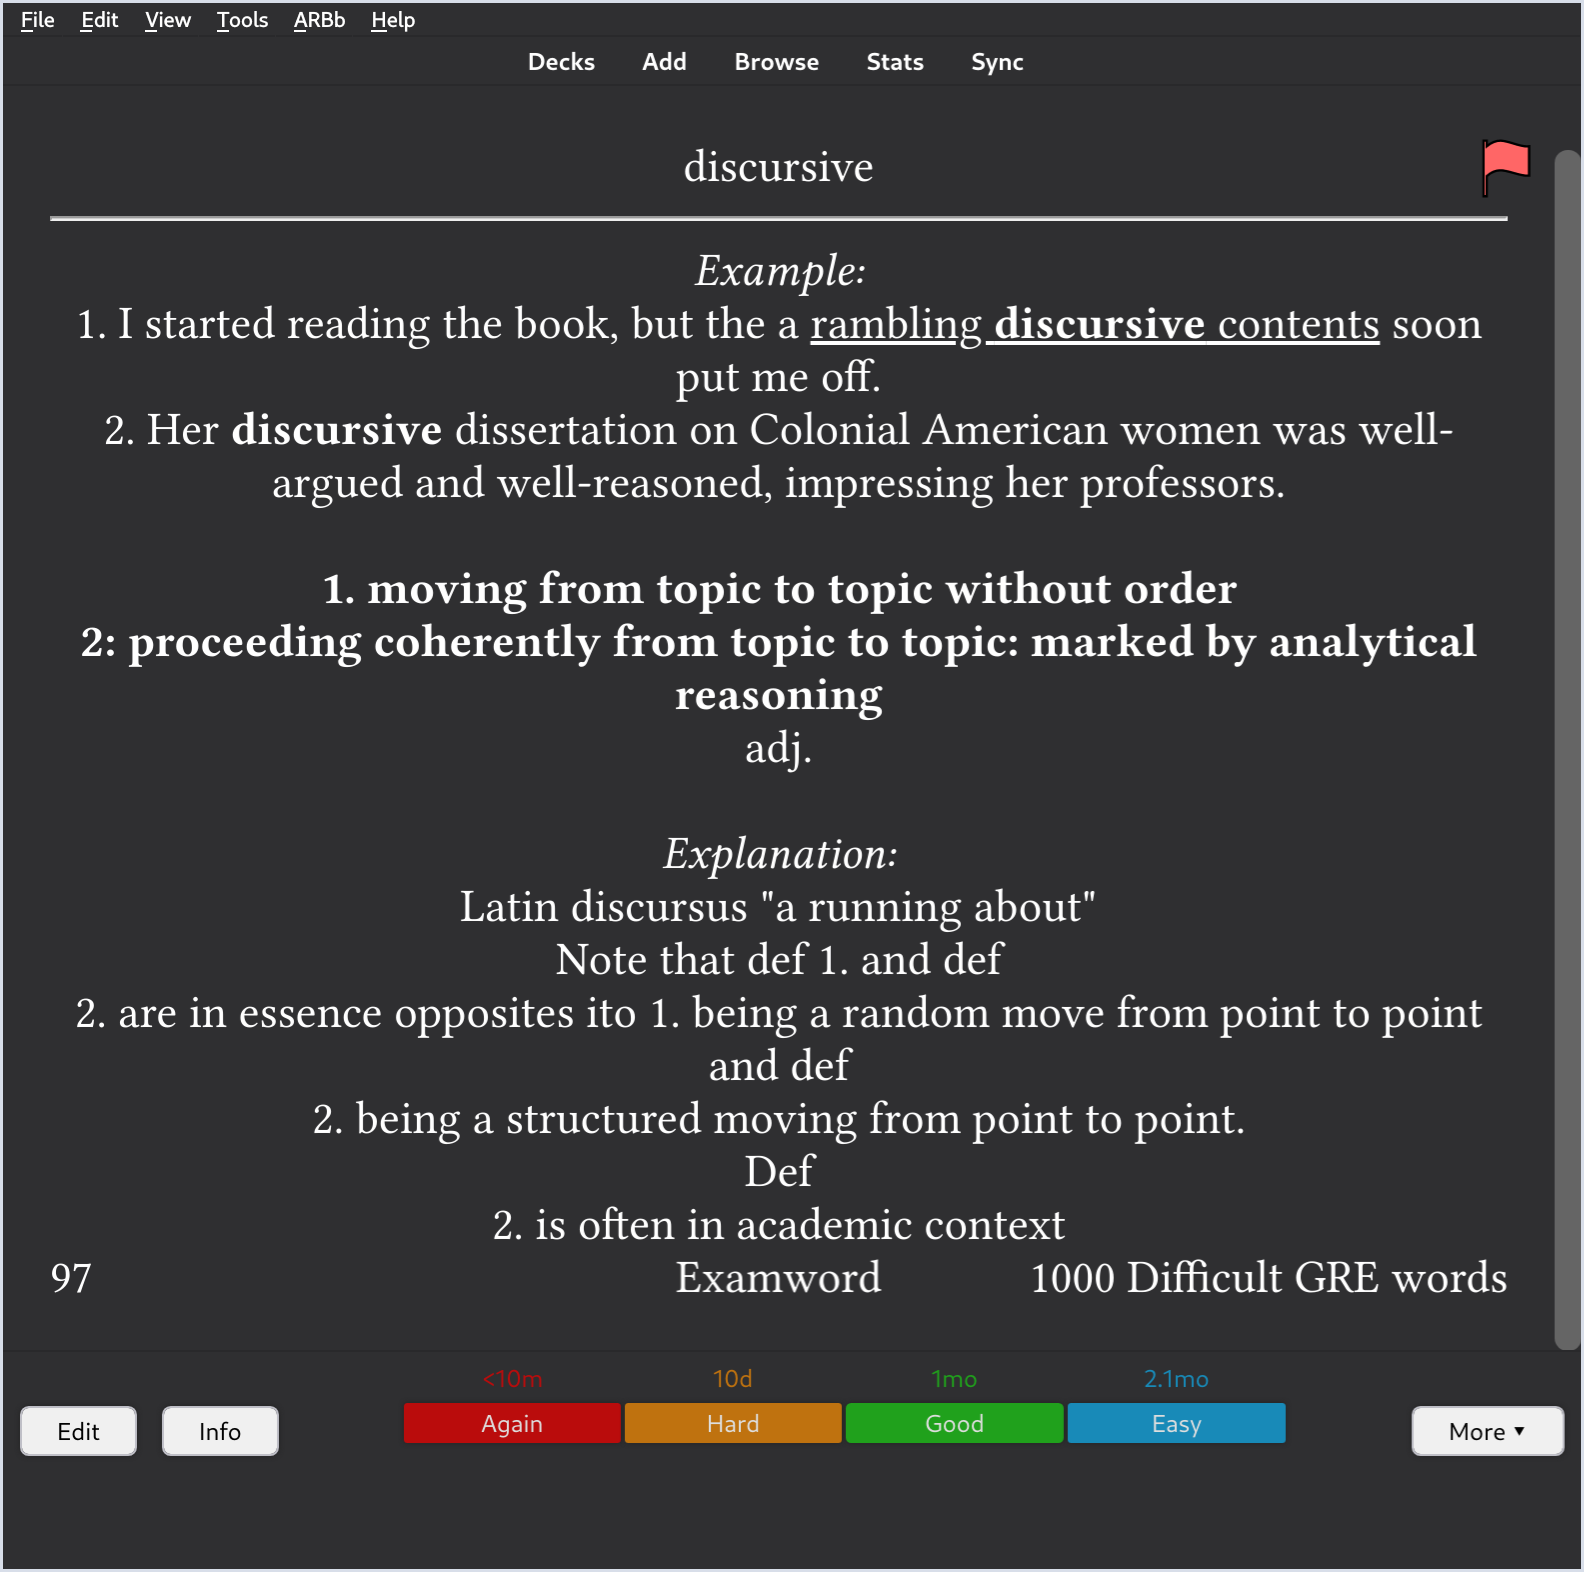 File Edit View Tools ARBb Help
Decks Add Browse Stats Sync
discursive
Example:
1. I started reading the book, but the a rambling discursive contents soon
put me off.
2. Her discursive dissertation on Colonial American women was well-
argued and well-reasoned, impressing her professors.
1. moving from topic to topic without order
2: proceeding coherently from topic to topic: marked by analytical
reasoning
adj.
Explanation:
Latin discursus "a running about"
Note that def 1. and def
2. are in essence opposites ito 1. being a random move from point to point
and def
2. being a structured moving from point to point.
Def
2. is often in academic context
97 Examword 1000 Difficult GRE words
<10m 10d 1mo 2.1mo
Edit Info Again Hard Good Easy More ▼